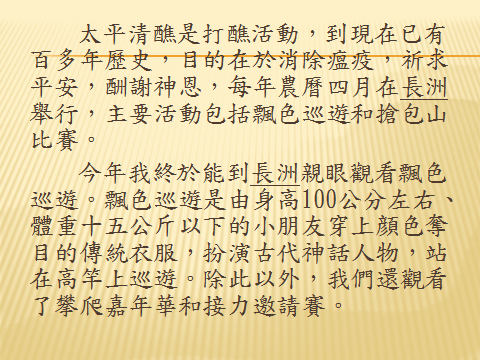 太平清醮是打醮活動，到現在已有
百多年歷史，目的在於消除瘟疫，祈求
平安，酬謝神恩，每年農曆四月在長洲
舉行，主要活動包括飄色巡遊和搶包山
比賽。
今年我終於能到長洲親眼觀看飄色
巡遊。飄色巡遊是由身高100公分左右、
體重十五公斤以下的小朋友穿上顏色奪
目的傳統衣服，扮演古代神話人物，站
在高竿上巡遊。除此以外，我們還觀看
了攀爬嘉年華和接力邀請賽。